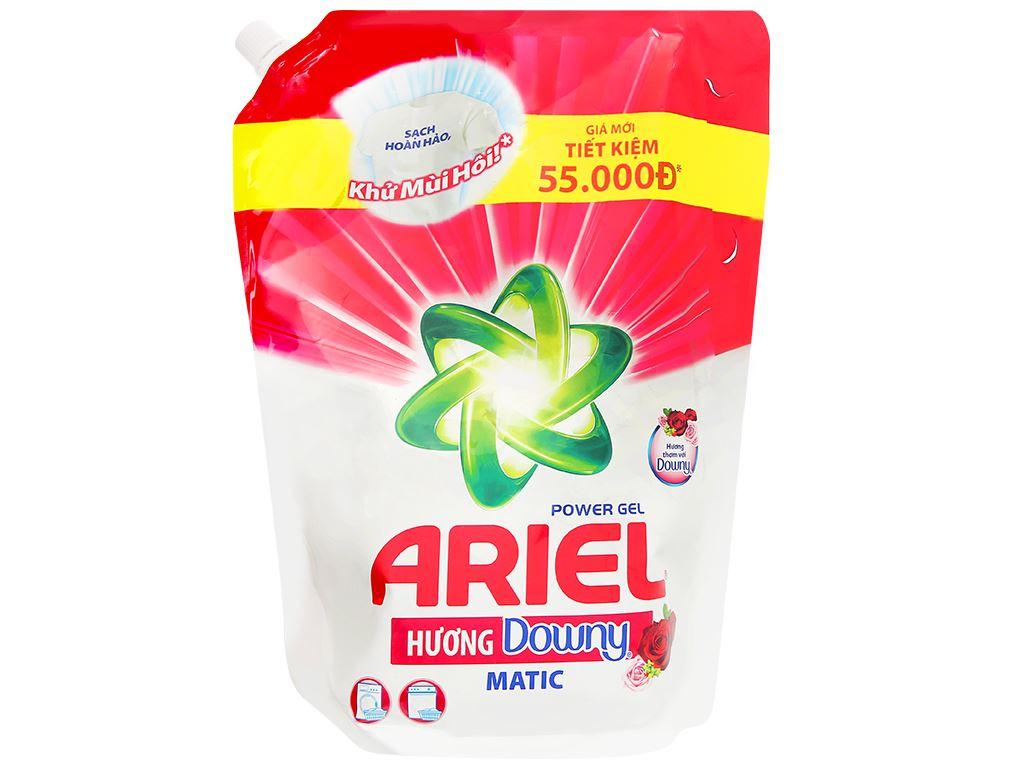 SẠCH
HOÀN HẢO,
Khử Mùi Hôi!*
GIÁ MỚI
TIẾT KIỆM
55.000Đ*
Hương
thơm với
Downy
POWER GEL
ARIEL
HƯƠNG Downy®
MATIC